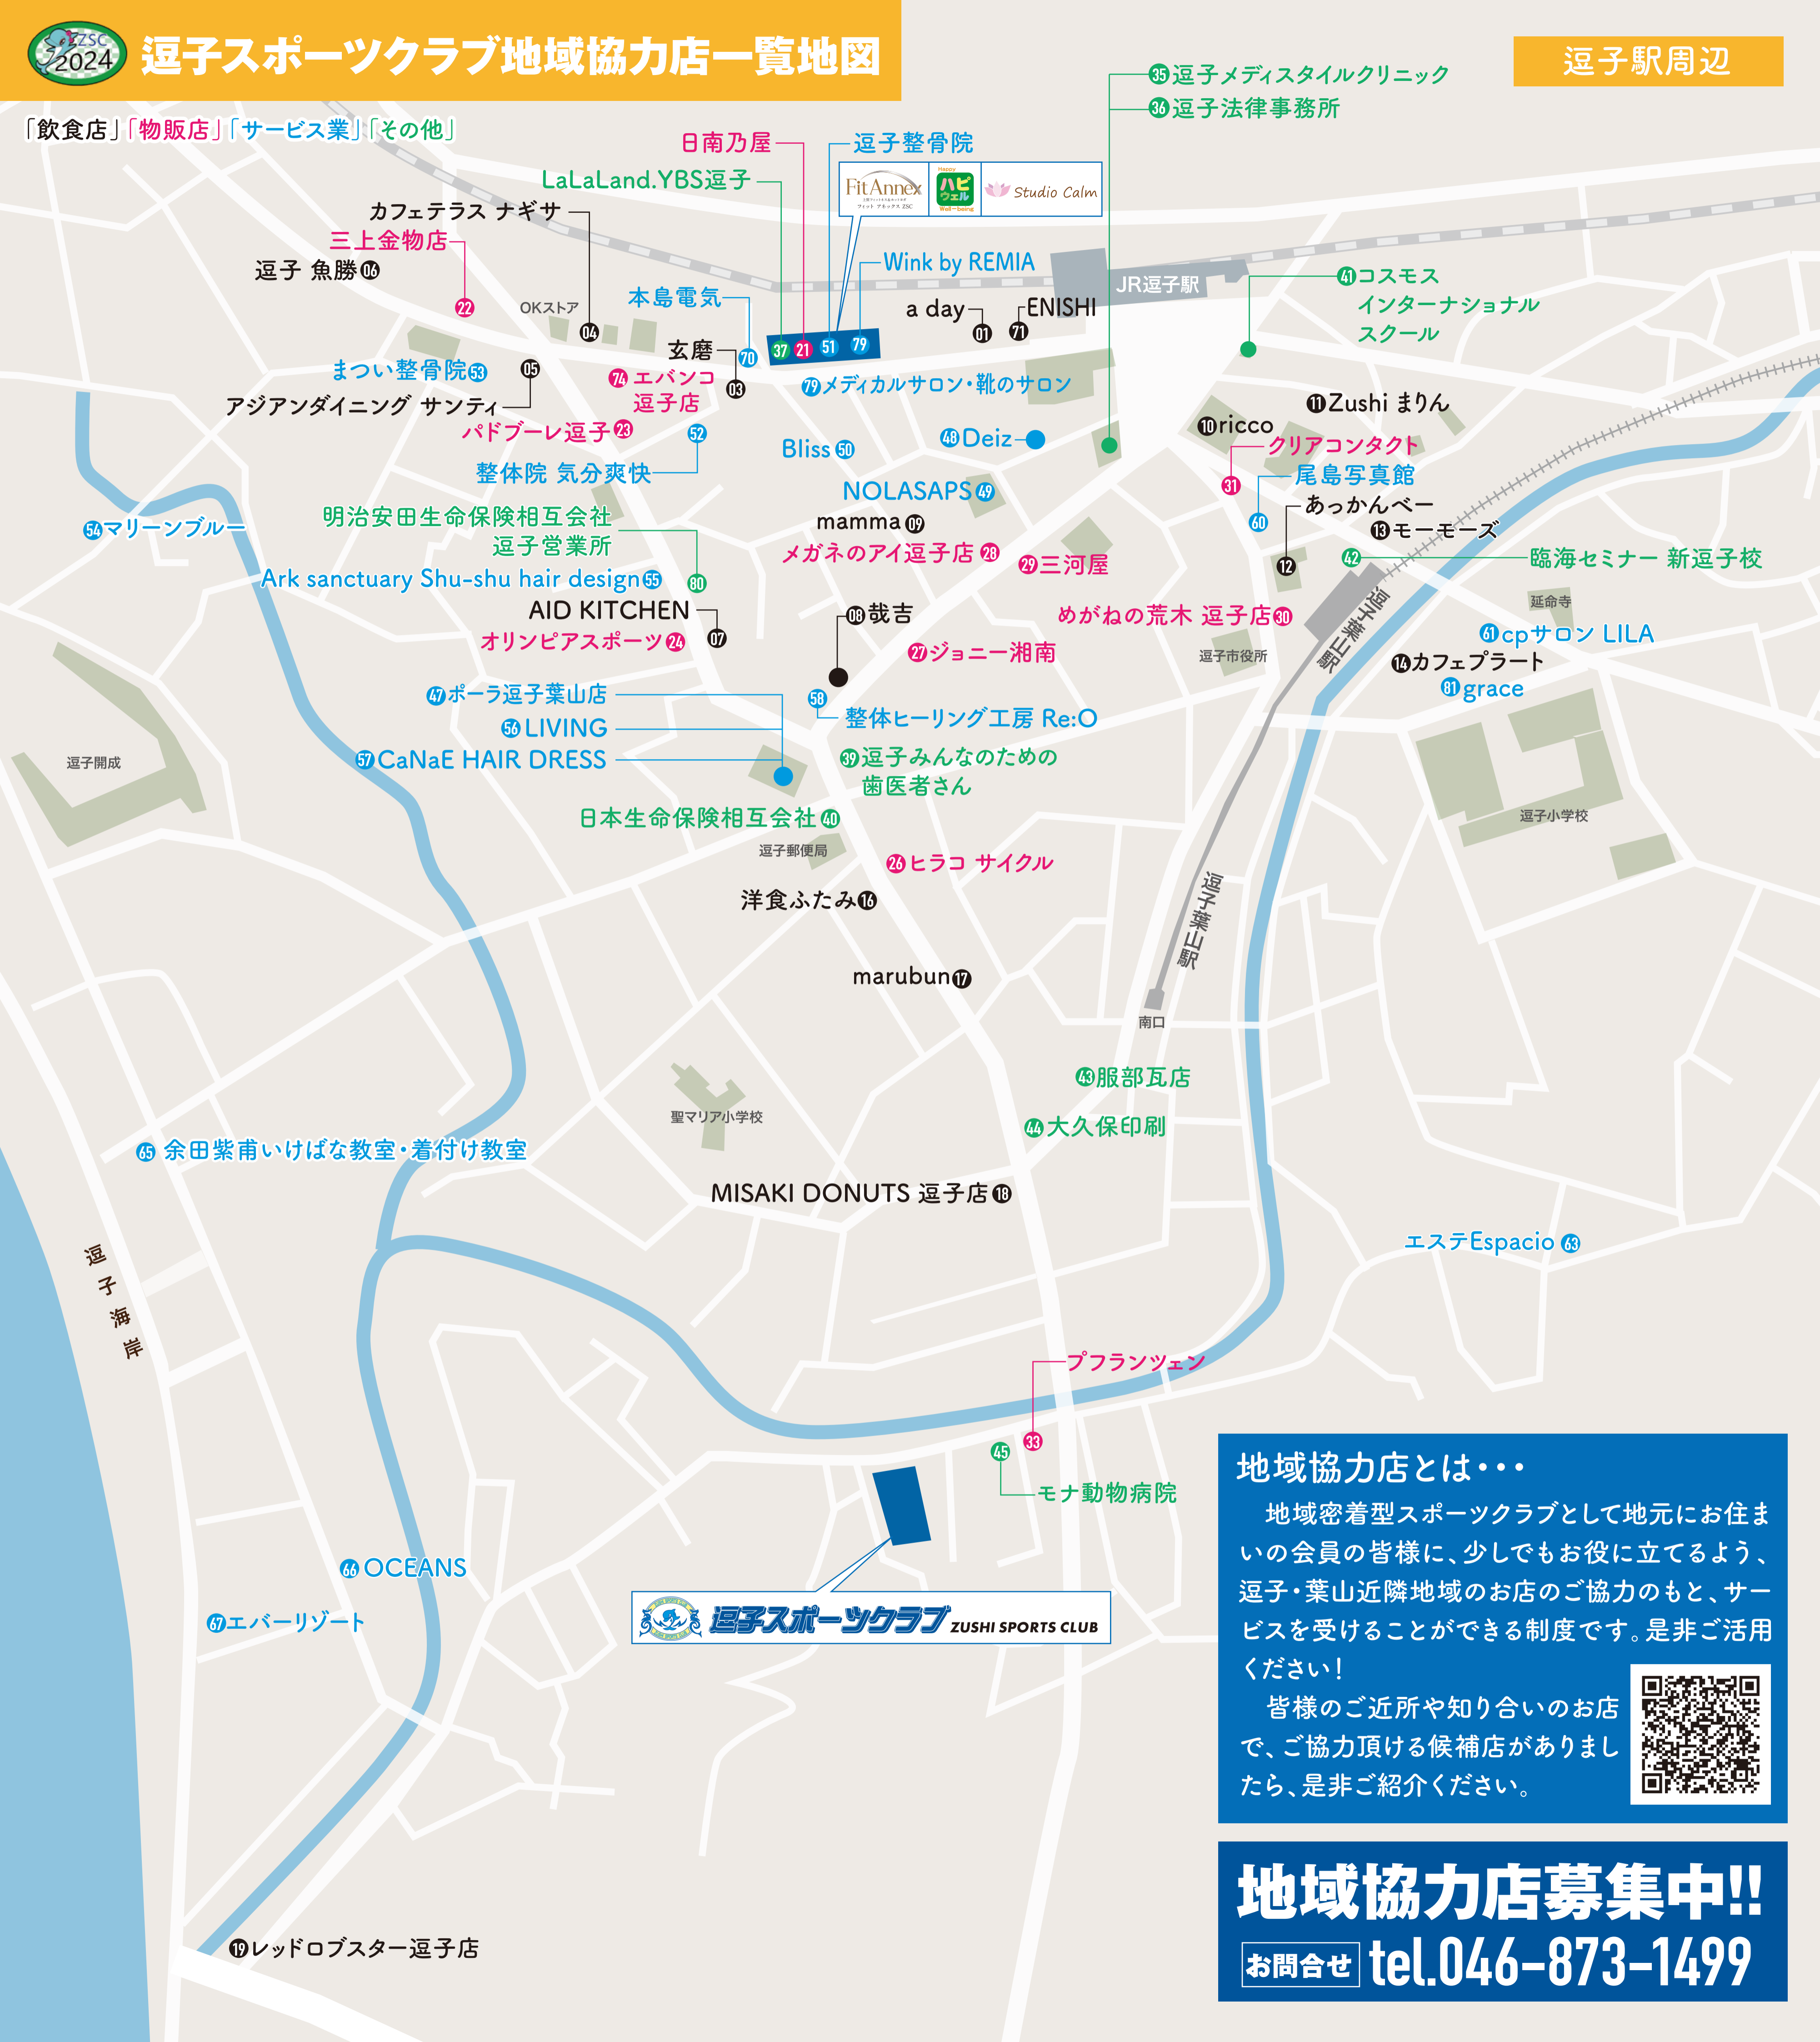 ZSC
2024
逗子スポーツクラブ地域協力店一覧地図
逗子駅周辺
「飲食店」「物販店」「サービス業」「その他」
35 逗子メディスタイルクリニック
36 逗子法律事務所
日南乃屋
逗子整骨院
LaLaLand.YBS逗子
Fit Annex
フィット アネックス ZSC
Happy
ハピ
ウェル
Well-being
Studio Calm
カフェテラス ナギサ
三上金物店
逗子 魚勝 06
22
OKストア
04
本島電気
Wink by REMIA
JR逗子駅
a day
01
ENISHI
71
41 コスモス
インターナショナル
スクール
玄磨
03
70
37
21
51
79
まつい整骨院 53
05
アジアンダイニング サンティ
74 エバンコ
逗子店
79 メディカルサロン・靴のサロン
パドブーレ逗子 23
52
整体院 気分爽快
Bliss 50
48 Deiz
11 Zushi まりん
10 ricco
クリアコンタクト
31
尾島写真館
60
NOLASAPS 49
あっかんべー
12
mamma 09
13 モーモーズ
54 マリーンブルー
明治安田生命保険相互会社
逗子営業所
80
メガネのアイ逗子店 28
29 三河屋
42
臨海セミナー 新逗子校
Ark sanctuary Shu-shu hair design 55
AID KITCHEN
07
オリンピアスポーツ 24
08 哉吉
めがねの荒木 逗子店 30
逗子葉山駅
延命寺
61 cpサロン LILA
27 ジョニー湘南
逗子市役所
14 カフェプラート
81 grace
47 ポーラ逗子葉山店
58
整体ヒーリング工房 Re:O
56 LIVING
57 CaNaE HAIR DRESS
39 逗子みんなのための
歯医者さん
逗子開成
日本生命保険相互会社 40
逗子小学校
逗子郵便局
26 ヒラコ サイクル
洋食ふたみ 16
逗子葉山駅
marubun 17
南口
43 服部瓦店
聖マリア小学校
44 大久保印刷
65 余田紫甫いけばな教室・着付け教室
MISAKI DONUTS 逗子店 18
逗子海岸
エステEspacio 63
プフランツェン
33
45
モナ動物病院
66 OCEANS
67 エバーリゾート
逗子スポーツクラブ ZUSHI SPORTS CLUB
19 レッドロブスター逗子店
地域協力店とは・・・
地域密着型スポーツクラブとして地元にお住ま
いの会員の皆様に、少しでもお役に立てるよう、
逗子・葉山近隣地域のお店のご協力のもと、サー
ビスを受けることができる制度です。是非ご活用
ください！
皆様のご近所や知り合いのお店
で、ご協力頂ける候補店がありまし
たら、是非ご紹介ください。
地域協力店募集中!!
お問合せ tel.046-873-1499